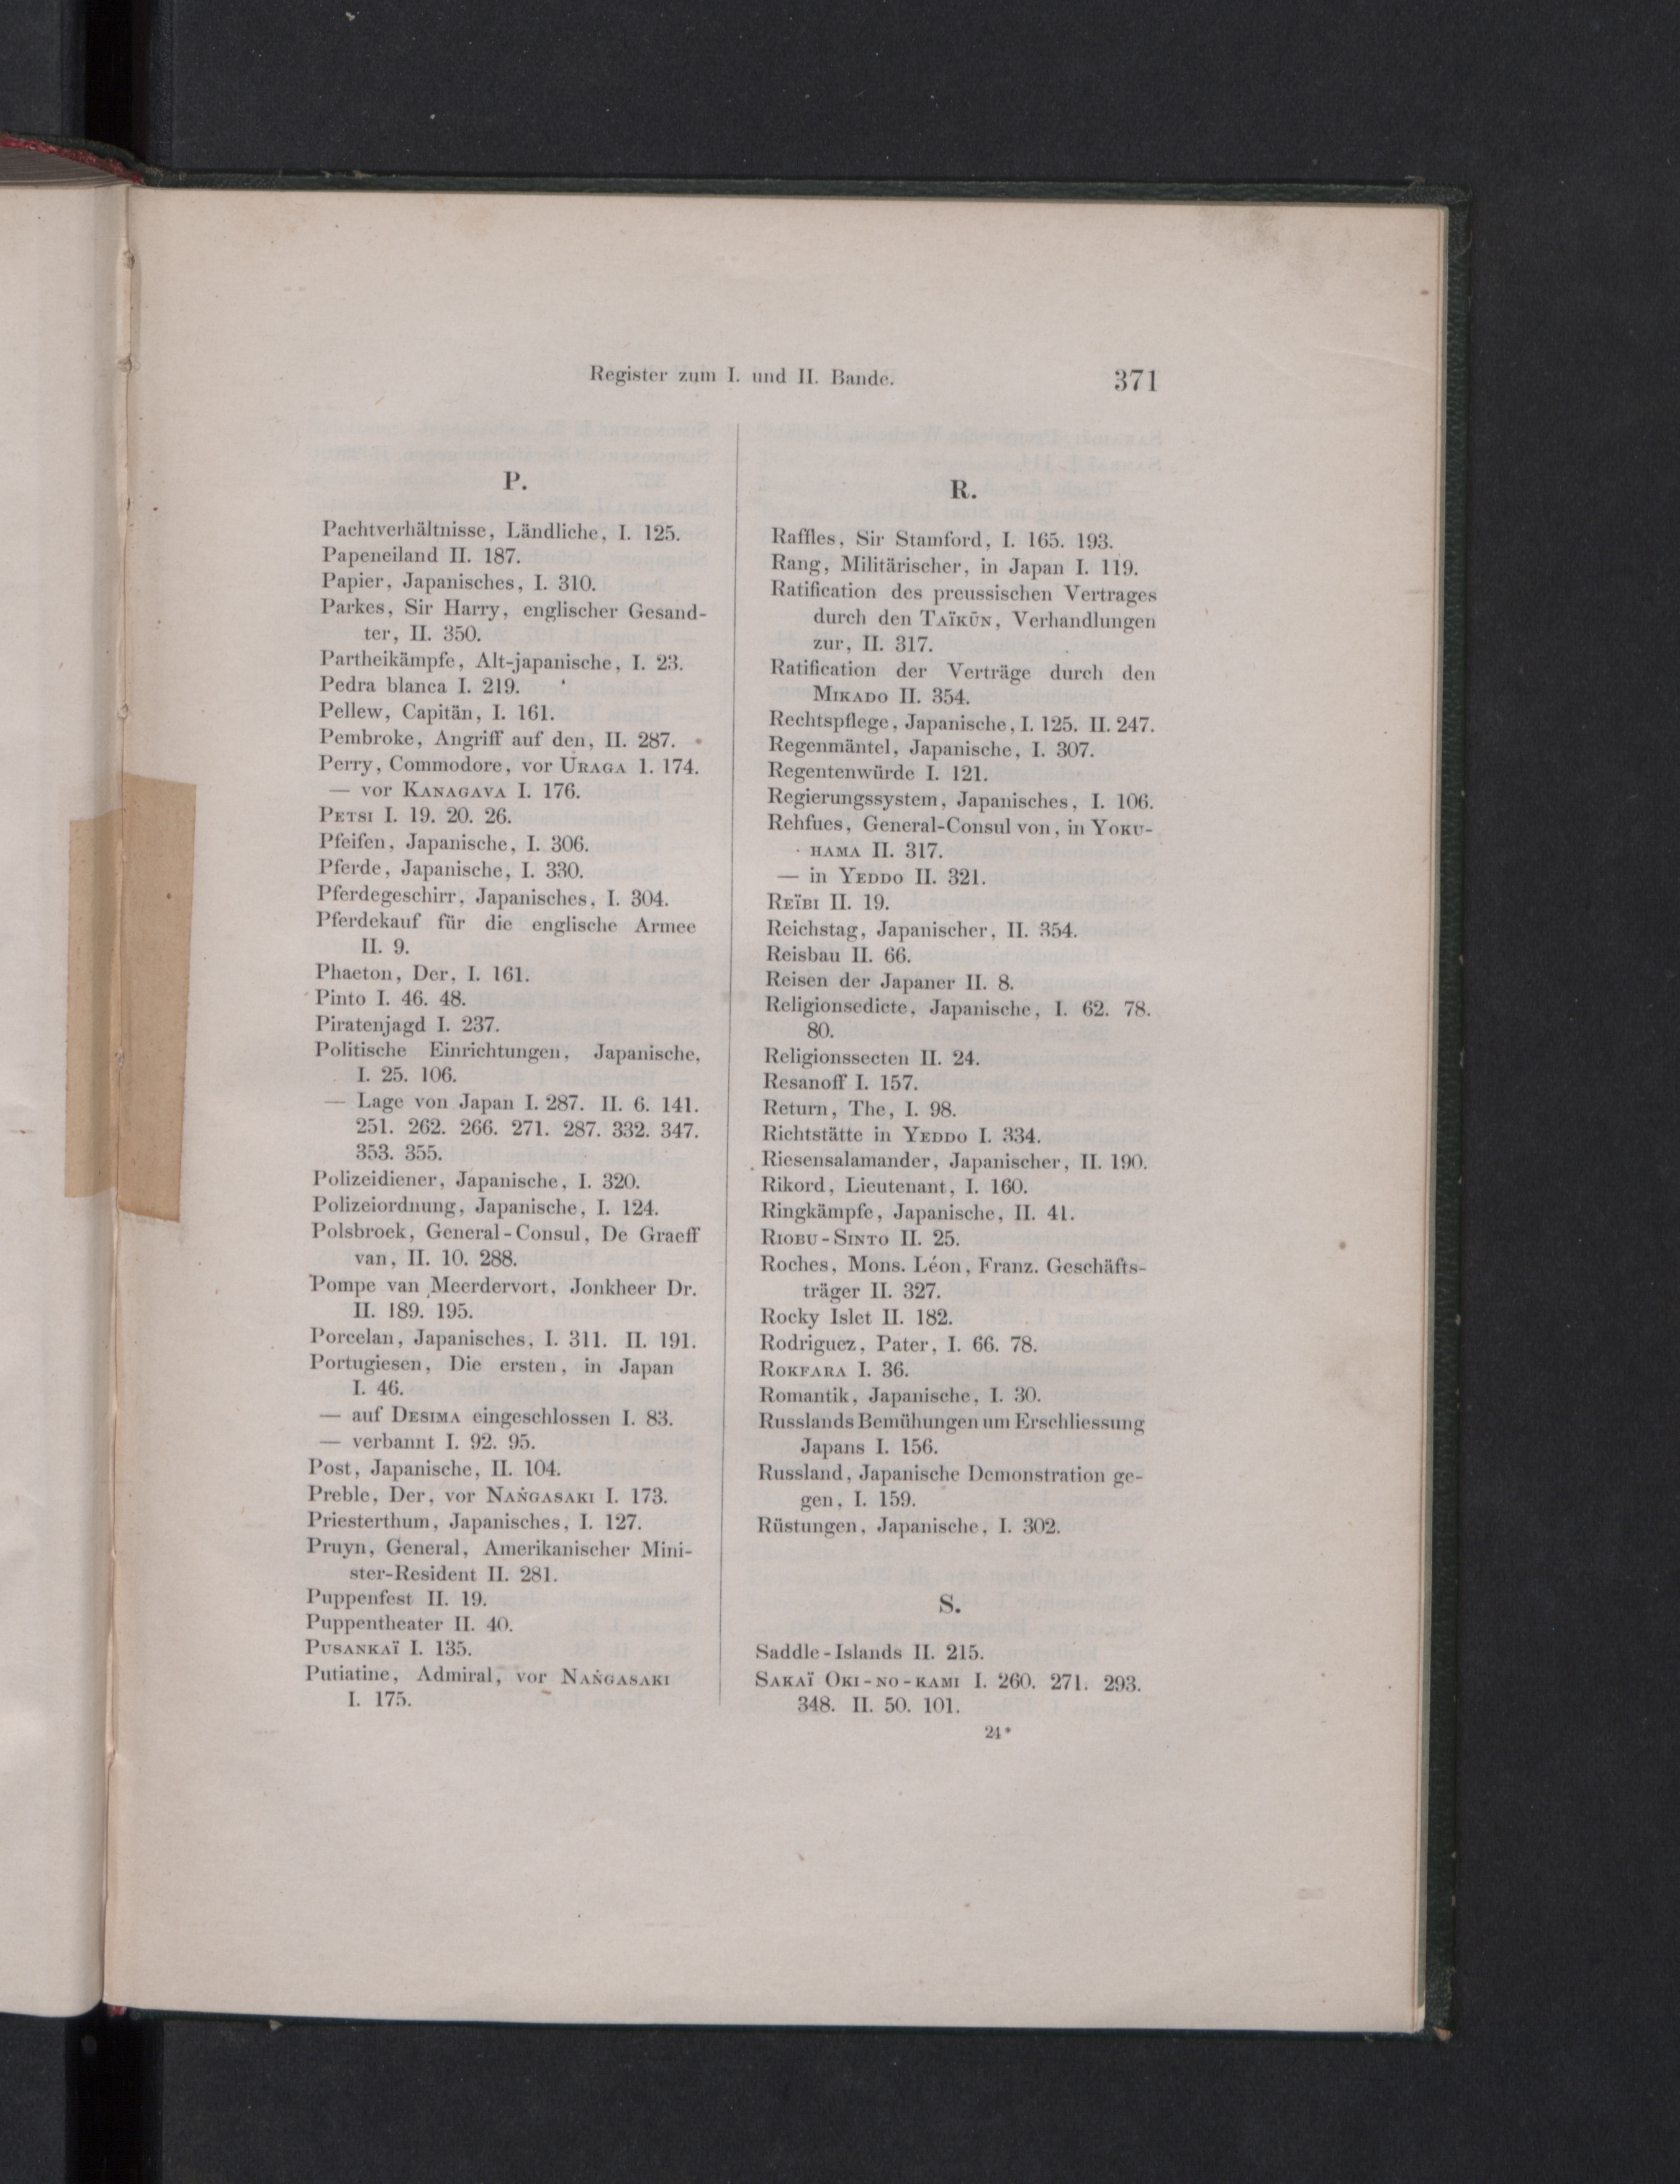 Register zum I. und II. Bande.
371
P.
Pachtverhältnisse, Ländliche, I. 125.
Papeneiland II. 187.
Papier, Japanisches, I. 310.
Parkes, Sir Harry, englischer Gesand-
ter, II. 350.
Partheikämpfe, Alt-japanische, I. 23.
Pedra blanca I. 219.
Pellew, Capitän, I. 161.
Pembroke, Angriff auf den, II. 287.
Perry, Commodore, vor URAGA I. 174.
— vor KANAGAVA I. 176.
PETSI I. 19. 20. 26.
Pfeifen, Japanische, I. 306.
Pferde, Japanische, I. 330.
Pferdegeschirr, Japanisches, I. 304.
Pferdekauf für die englische Armee
II. 9.
Phaeton, Der, I. 161.
Pinto I. 46. 48.
Piratenjagd I. 237.
Politische Einrichtungen, Japanische,
I. 25. 106.
— Lage von Japan I. 287. II. 6. 141.
251. 262. 266. 271. 287. 332. 347.
353. 355.
Polizeidiener, Japanische, I. 320.
Polizeiordnung, Japanische, I. 124.
Polsbroek, General-Consul, De Graeff
van, II. 10. 288.
Pompe van Meerdervort, Jonkheer Dr.
II. 189. 195.
Porcelan, Japanisches, I. 311. II. 191.
Portugiesen, Die ersten, in Japan
I. 46.
— auf DESIMA eingeschlossen I. 83.
— verbannt I. 92. 95.
Post, Japanische, II. 104.
Preble, Der, vor NAṄGASAKI I. 173.
Priesterthum, Japanisches, I. 127.
Pruyn, General, Amerikanischer Mini-
ster-Resident II. 281.
Puppenfest II. 19.
Puppentheater II. 40.
PUSANKAÏ I. 135.
Putiatine, Admiral, vor NAṄGASAKI
I. 175.
R.
Raffles, Sir Stamford, I. 165. 193.
Rang, Militärischer, in Japan I. 119.
Ratification des preussischen Vertrages
durch den TAÏKŪN, Verhandlungen
zur, II. 317.
Ratification der Verträge durch den
MIKADO II. 354.
Rechtspflege, Japanische, I. 125. II. 247.
Regenmäntel, Japanische, I. 307.
Regentenwürde I. 121.
Regierungssystem, Japanisches, I. 106.
Rehfues, General-Consul von, in YOKU-
HAMA II. 317.
— in YEDDO II. 321.
REÏBI II. 19.
Reichstag, Japanischer, II. 354.
Reisbau II. 66.
Reisen der Japaner II. 8.
Religionsedicte, Japanische, I. 62. 78.
80.
Religionssecten II. 24.
Resanoff I. 157.
Return, The, I. 98.
Richtstätte in YEDDO I. 334.
Riesensalamander, Japanischer, II. 190.
Rikord, Lieutenant, I. 160.
Ringkämpfe, Japanische, II. 41.
RIOBU-SINTO II. 25.
Roches, Mons. Léon, Franz. Geschäfts-
träger II. 327.
Rocky Islet II. 182.
Rodriguez, Pater, I. 66. 78.
ROKFARA I. 36.
Romantik, Japanische, I. 30.
Russlands Bemühungen um Erschliessung
Japans I. 156.
Russland, Japanische Demonstration ge-
gen, I. 159.
Rüstungen, Japanische, I. 302.
S.
Saddle-Islands II. 215.
SAKAÏ OKI-NO-KAMI I. 260. 271. 293.
348. II. 50. 101.
24*